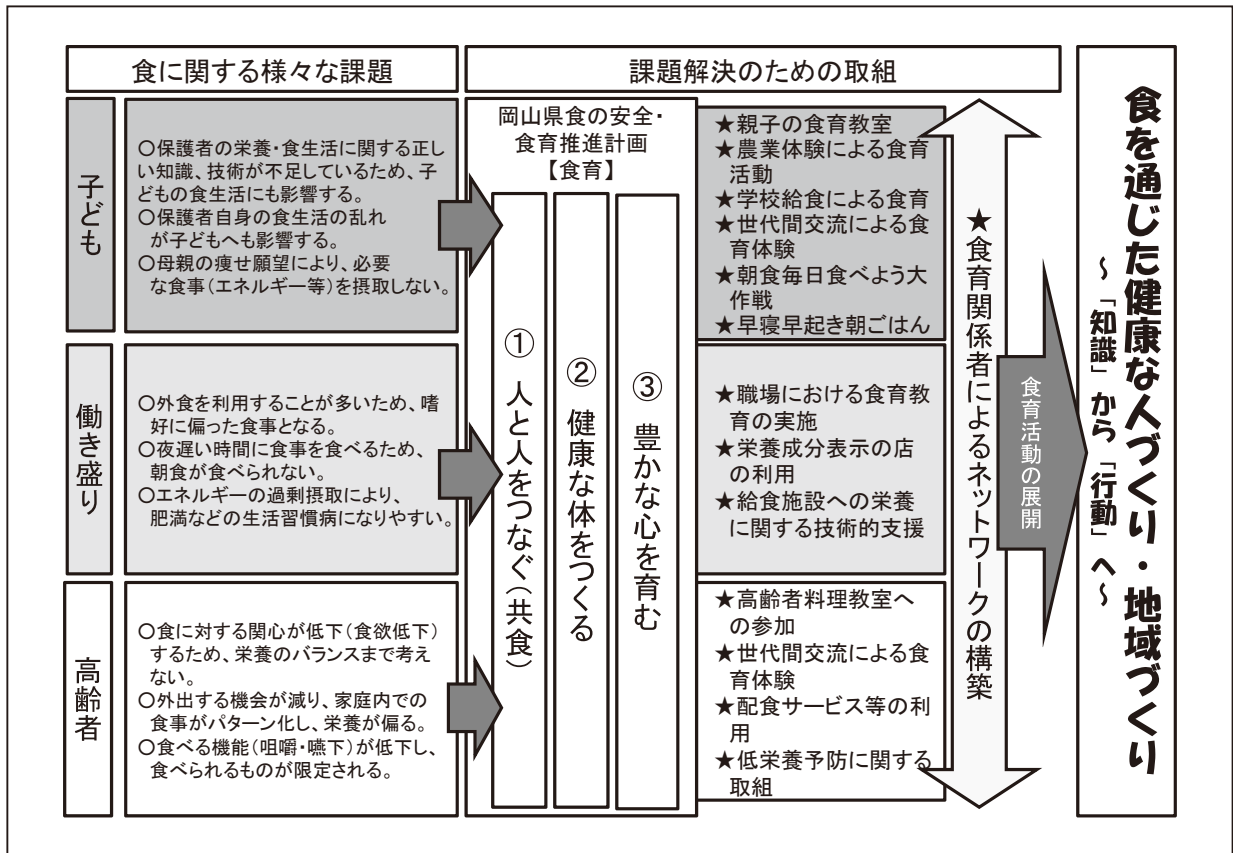 食に関する様々な課題
課題解決のための取組
子ども
○保護者の栄養・食生活に関する正し
い知識、技術が不足しているため、子
どもの食生活にも影響する。
○保護者自身の食生活の乱れ
が子どもへも影響する。
○母親の痩せ願望により、必要
な食事（エネルギー等）を摂取しない。
働き盛り
○外食を利用することが多いため、嗜
好に偏った食事となる。
○夜遅い時間に食事を食べるため、
朝食が食べられない。
○エネルギーの過剰摂取により、
肥満などの生活習慣病になりやすい。
高齢者
○食に対する関心が低下（食欲低下）
するため、栄養のバランスまで考え
ない。
○外出する機会が減り、家庭内での
食事がパターン化し、栄養が偏る。
○食べる機能（咀嚼・嚥下）が低下し、
食べられるものが限定される。
岡山県食の安全・
食育推進計画
【食育】
① 人と人をつなぐ（共食）
② 健康な体をつくる
③ 豊かな心を育む
★親子の食育教室
★農業体験による食育
活動
★学校給食による食育
★世代間交流による食
育体験
★朝食毎日食べよう大
作戦
★早寝早起き朝ごはん
★職場における食育教
育の実施
★栄養成分表示の店
の利用
★給食施設への栄養
に関する技術的支援
★高齢者料理教室へ
の参加
★世代間交流による食
育体験
★配食サービス等の利
用
★低栄養予防に関する
取組
★食育関係者によるネットワークの構築
食育活動の展開
食を通じた健康な人づくり・地域づくり
～「知識」から「行動」へ～